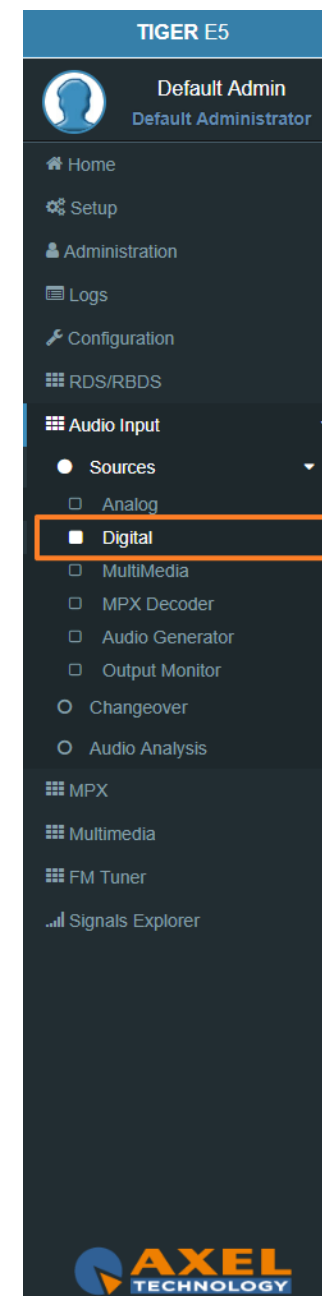 TIGER E5
Default Admin
Default Administrator
Home
Setup
Administration
Logs
Configuration
RDS/RBDS
Audio Input
Sources
Analog
Digital
MultiMedia
MPX Decoder
Audio Generator
Output Monitor
Changeover
Audio Analysis
MPX
Multimedia
FM Tuner
Signals Explorer
AXEL
TECHNOLOGY